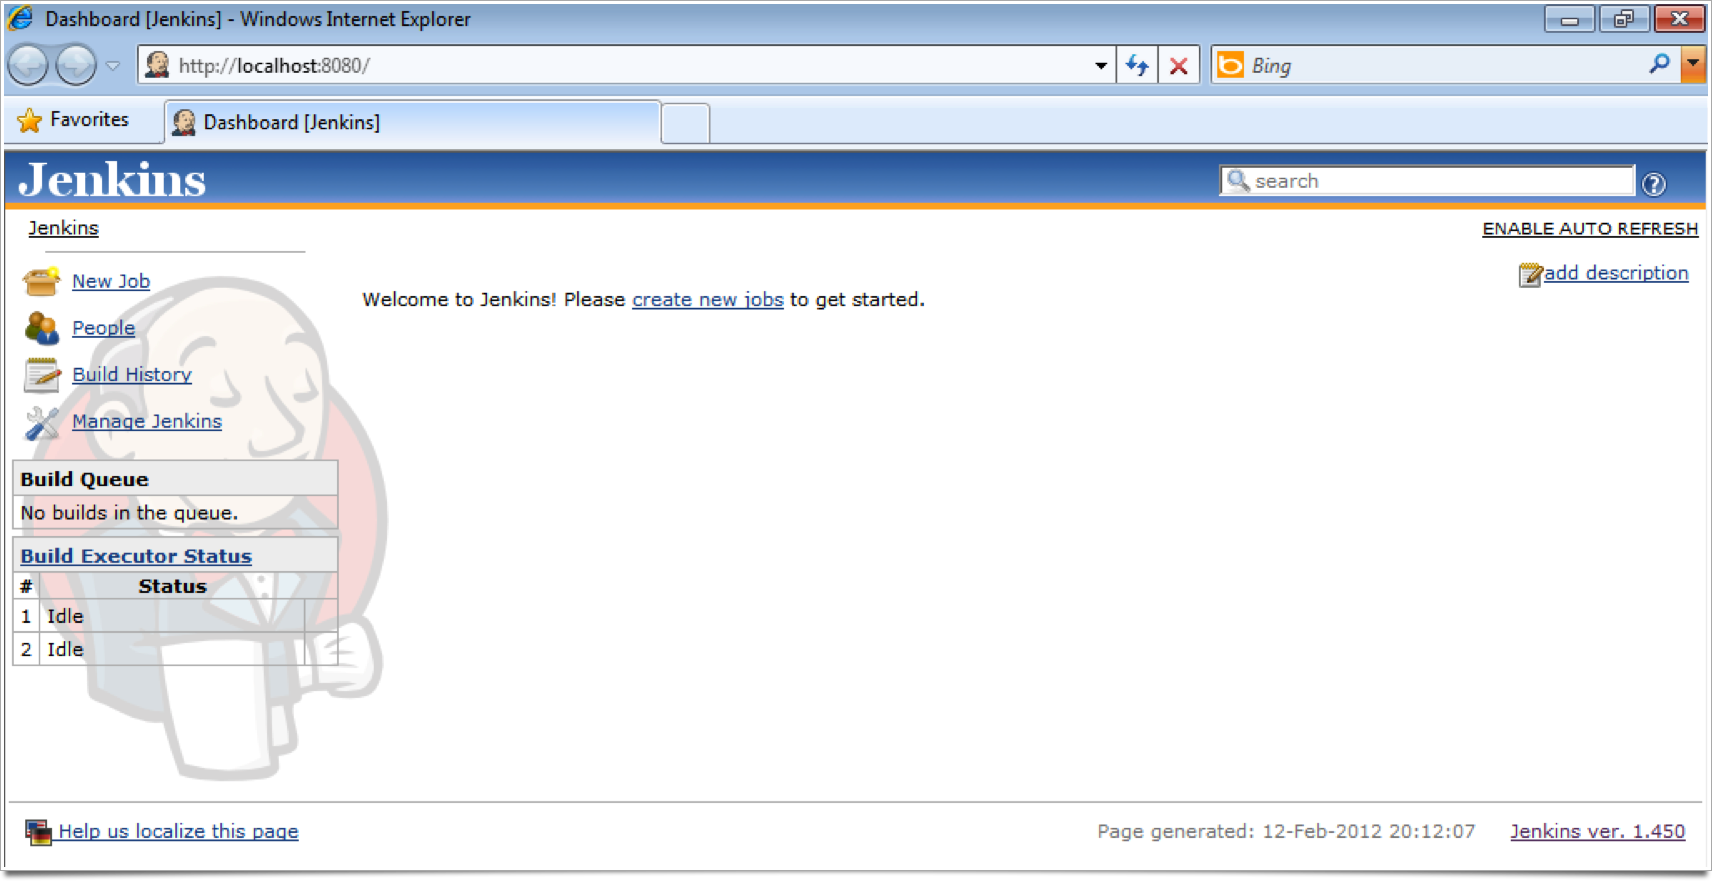 Dashboard [Jenkins] - Windows Internet Explorer
http://localhost:8080/
Bing
Favorites
Dashboard [Jenkins]
Jenkins
search
?
Jenkins
ENABLE AUTO REFRESH
New Job
add description
Welcome to Jenkins! Please create new jobs to get started.
People
Build History
Manage Jenkins
Build Queue
No builds in the queue.
Build Executor Status
# Status
1 Idle
2 Idle
Help us localize this page
Page generated: 12-Feb-2012 20:12:07
Jenkins ver. 1.450